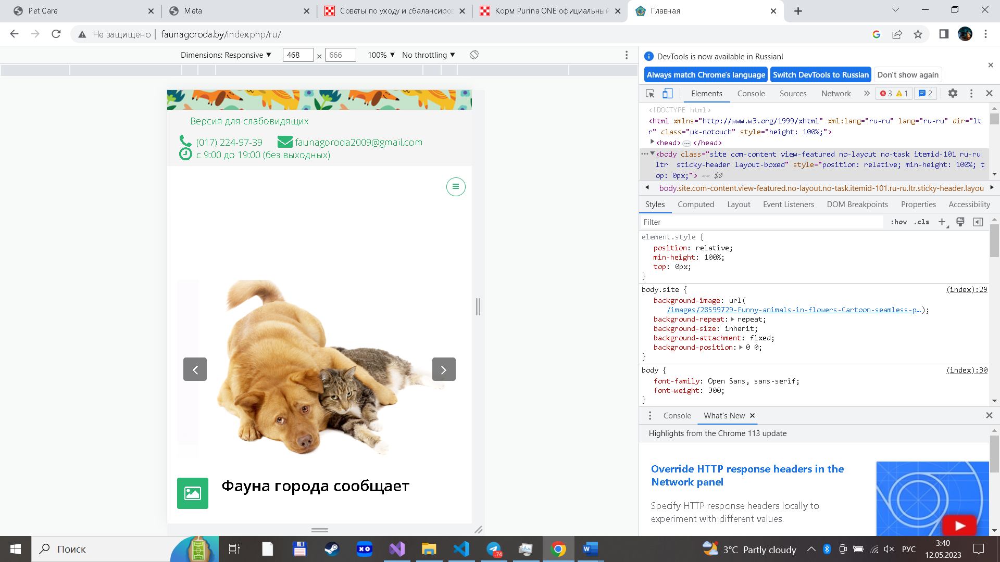 Pet Care
Meta
Советы по уходу и сбалансиров
Корм Purina ONE официальный
Главная
Не защищено
faunagoroda.by/index.php/ru/
Dimensions: Responsive ▼
468 × 666
100% ▼
No throttling ▼
Версия для слабовидящих
(017) 224-97-39
faunagoroda2009@gmail.com
с 9:00 до 19:00 (без выходных)
Фауна города сообщает
DevTools is now available in Russian!
Always match Chrome's language
Switch DevTools to Russian
Don't show again
Elements
Console
Sources
Network
3
1
2
<!DOCTYPE html>
<html xmlns="http://www.w3.org/1999/xhtml" xml:lang="ru-ru" lang="ru-ru" dir="lt
r" class="uk-notouch" style="height: 100%;">
<head> … </head>
<body class="site com-content view-featured no-layout no-task itemid-101 ru-ru
ltr  sticky-header layout-boxed" style="position: relative; min-height: 100%; t
op: 0px;"> == $0
body.site.com-content.view-featured.no-layout.no-task.itemid-101.ru-ru.ltr.sticky-header.layou
Styles
Computed
Layout
Event Listeners
DOM Breakpoints
Properties
Accessibility
Filter
:hov
.cls
element.style {
position: relative;
min-height: 100%;
top: 0px;
}
body.site {
(index):29
background-image: url(
/images/28599729-Funny-animals-in-flowers-Cartoon-seamless-p…);
background-repeat: repeat;
background-size: inherit;
background-attachment: fixed;
background-position: 0 0;
}
body {
(index):30
font-family: Open Sans, sans-serif;
font-weight: 300;
}
Console
What's New
Highlights from the Chrome 113 update
Override HTTP response headers in the
Network panel
Specify HTTP response headers locally to
experiment with different values.
Поиск
74
3°C Partly cloudy
РУС
3:40
12.05.2023